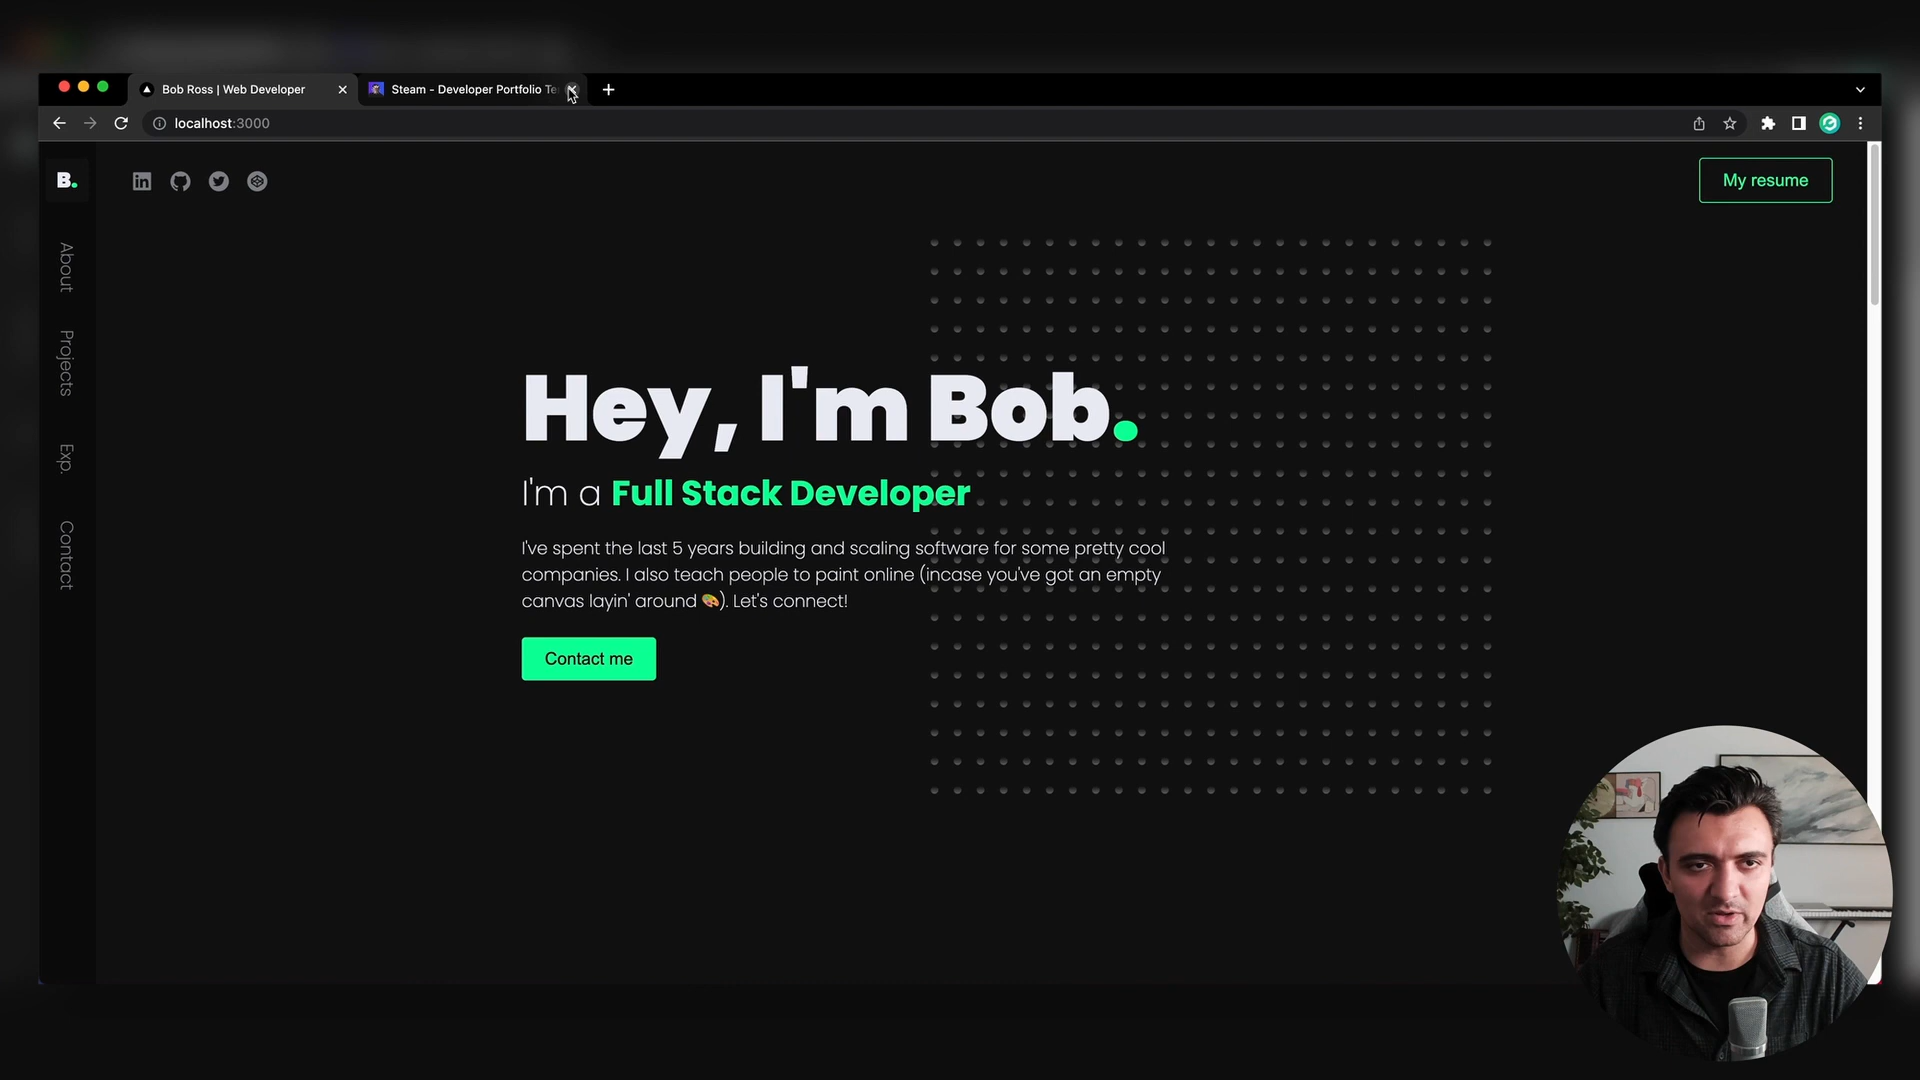 Bob Ross | Web Developer
Steam - Developer Portfolio Te
localhost:3000
B.
My resume
About
Projects
Exp.
Contact
Hey, I'm Bob.
I'm a Full Stack Developer
I've spent the last 5 years building and scaling software for some pretty cool
companies. I also teach people to paint online (incase you've got an empty
canvas layin' around 🎨). Let's connect!
Contact me